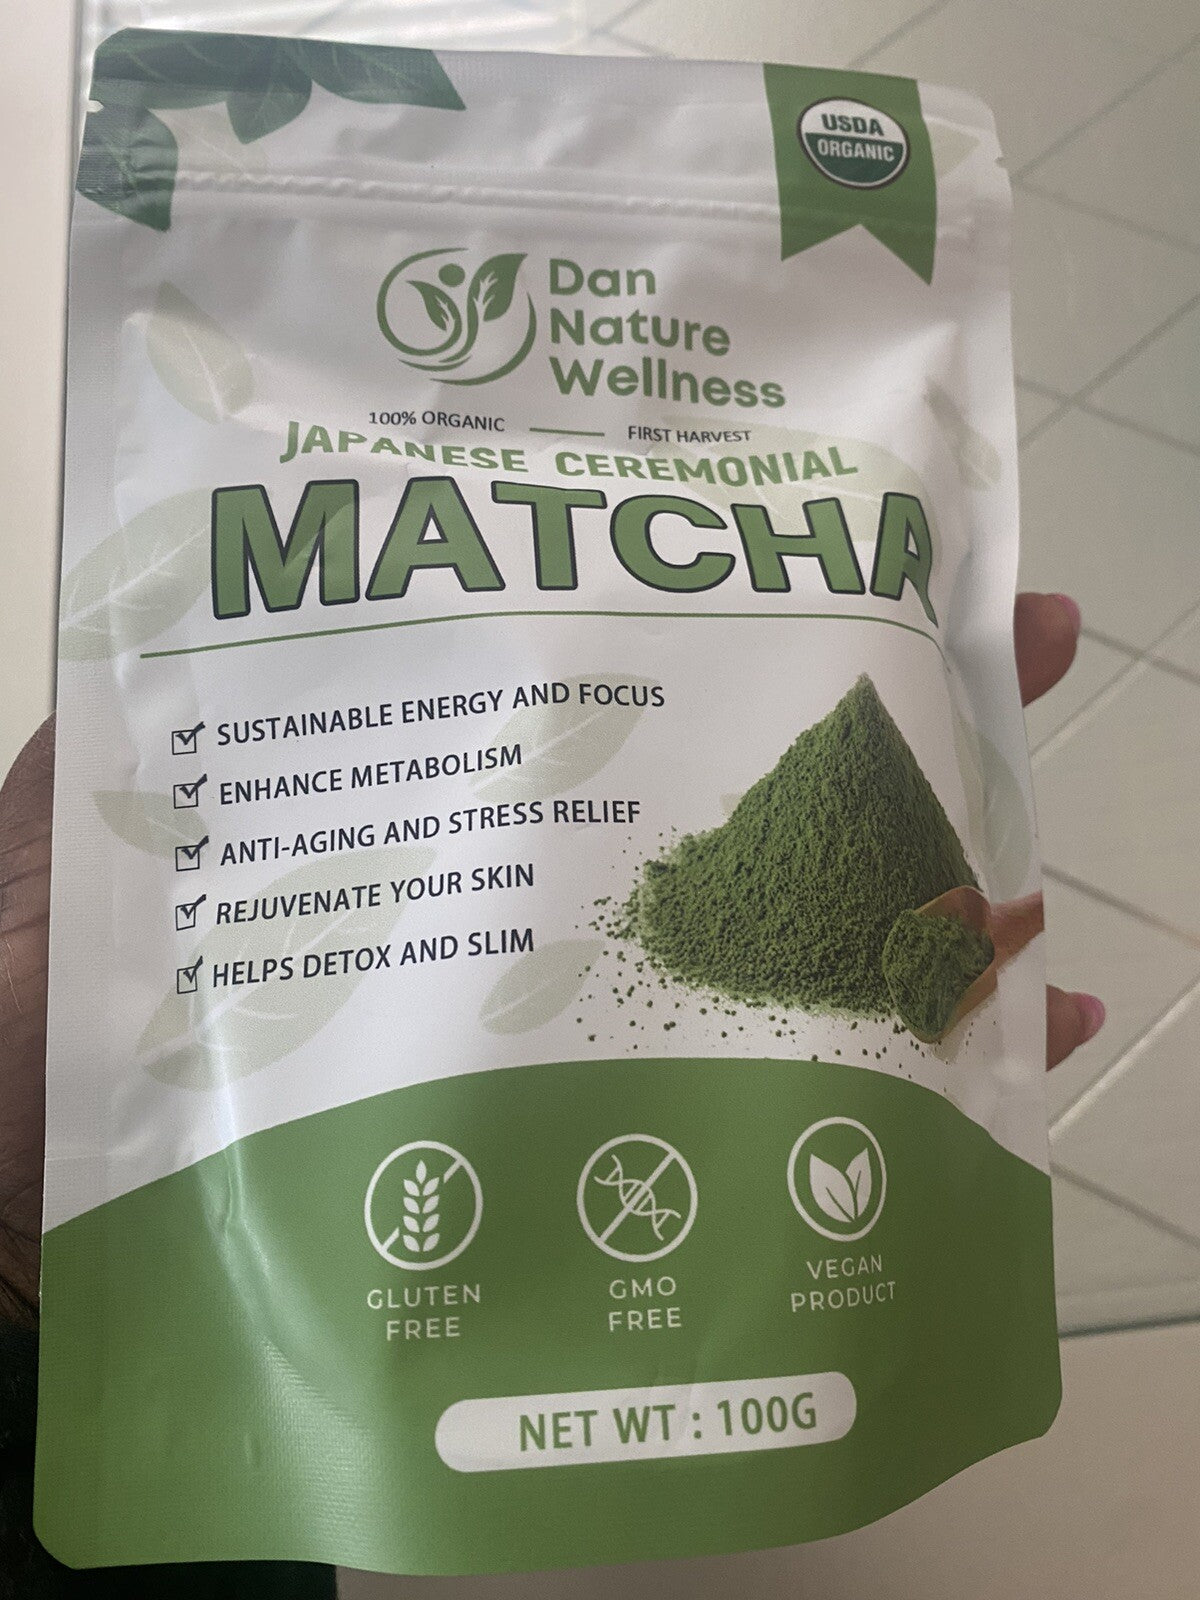 USDA
ORGANIC
Dan
Nature
Wellness
100% ORGANIC FIRST HARVEST
JAPANESE CEREMONIAL
MATCHA
SUSTAINABLE ENERGY AND FOCUS
ENHANCE METABOLISM
ANTI-AGING AND STRESS RELIEF
REJUVENATE YOUR SKIN
HELPS DETOX AND SLIM
GLUTEN
FREE
GMO
FREE
VEGAN
PRODUCT
NET WT : 100G